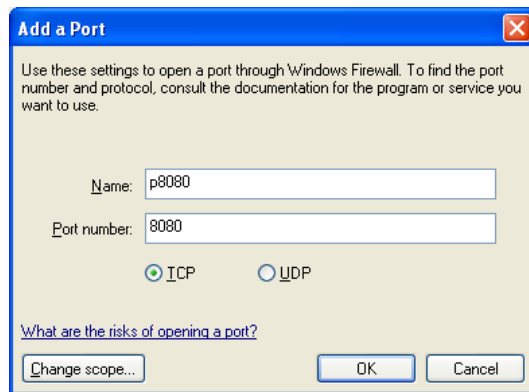 Add a Port
Use these settings to open a port through Windows Firewall. To find the port
number and protocol, consult the documentation for the program or service you
want to use.
Name: p8080
Port number: 8080
TCP UDP
What are the risks of opening a port?
Change scope... OK Cancel